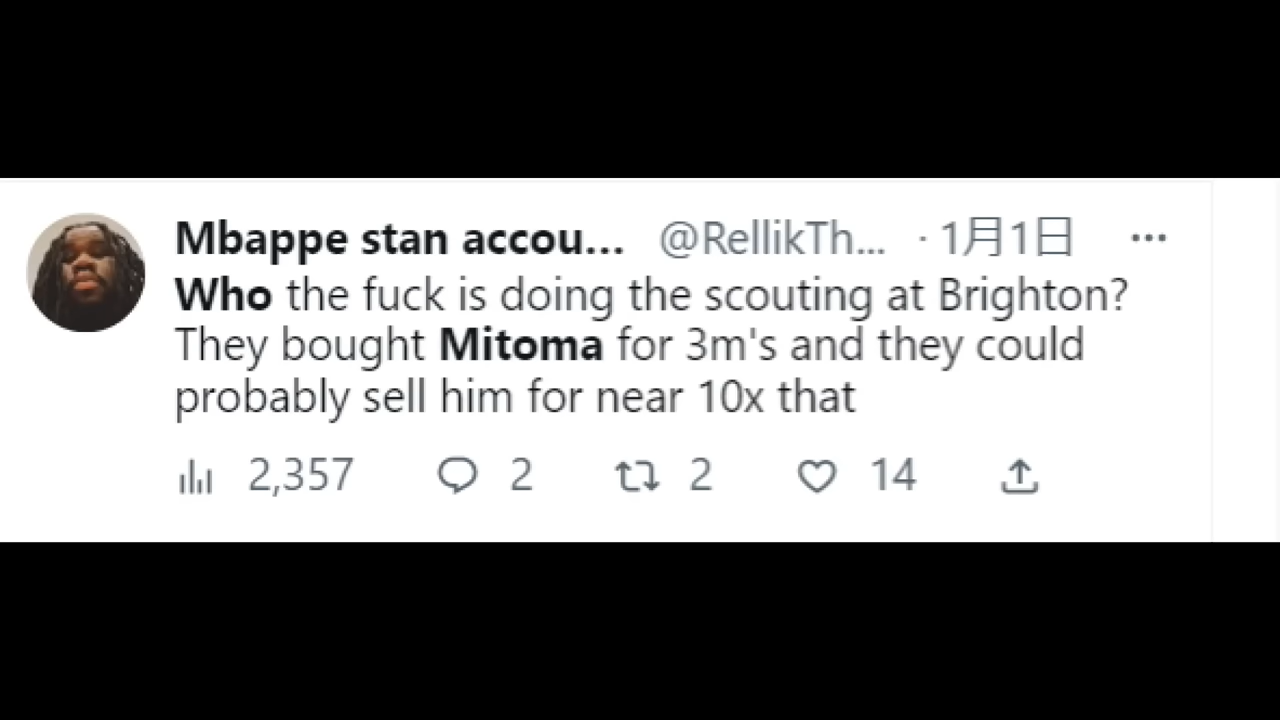 Mbappe stan accou... @RellikTh... · 1月1日 ...
Who the fuck is doing the scouting at Brighton?
They bought Mitoma for 3m's and they could
probably sell him for near 10x that
2,357 2 2 14